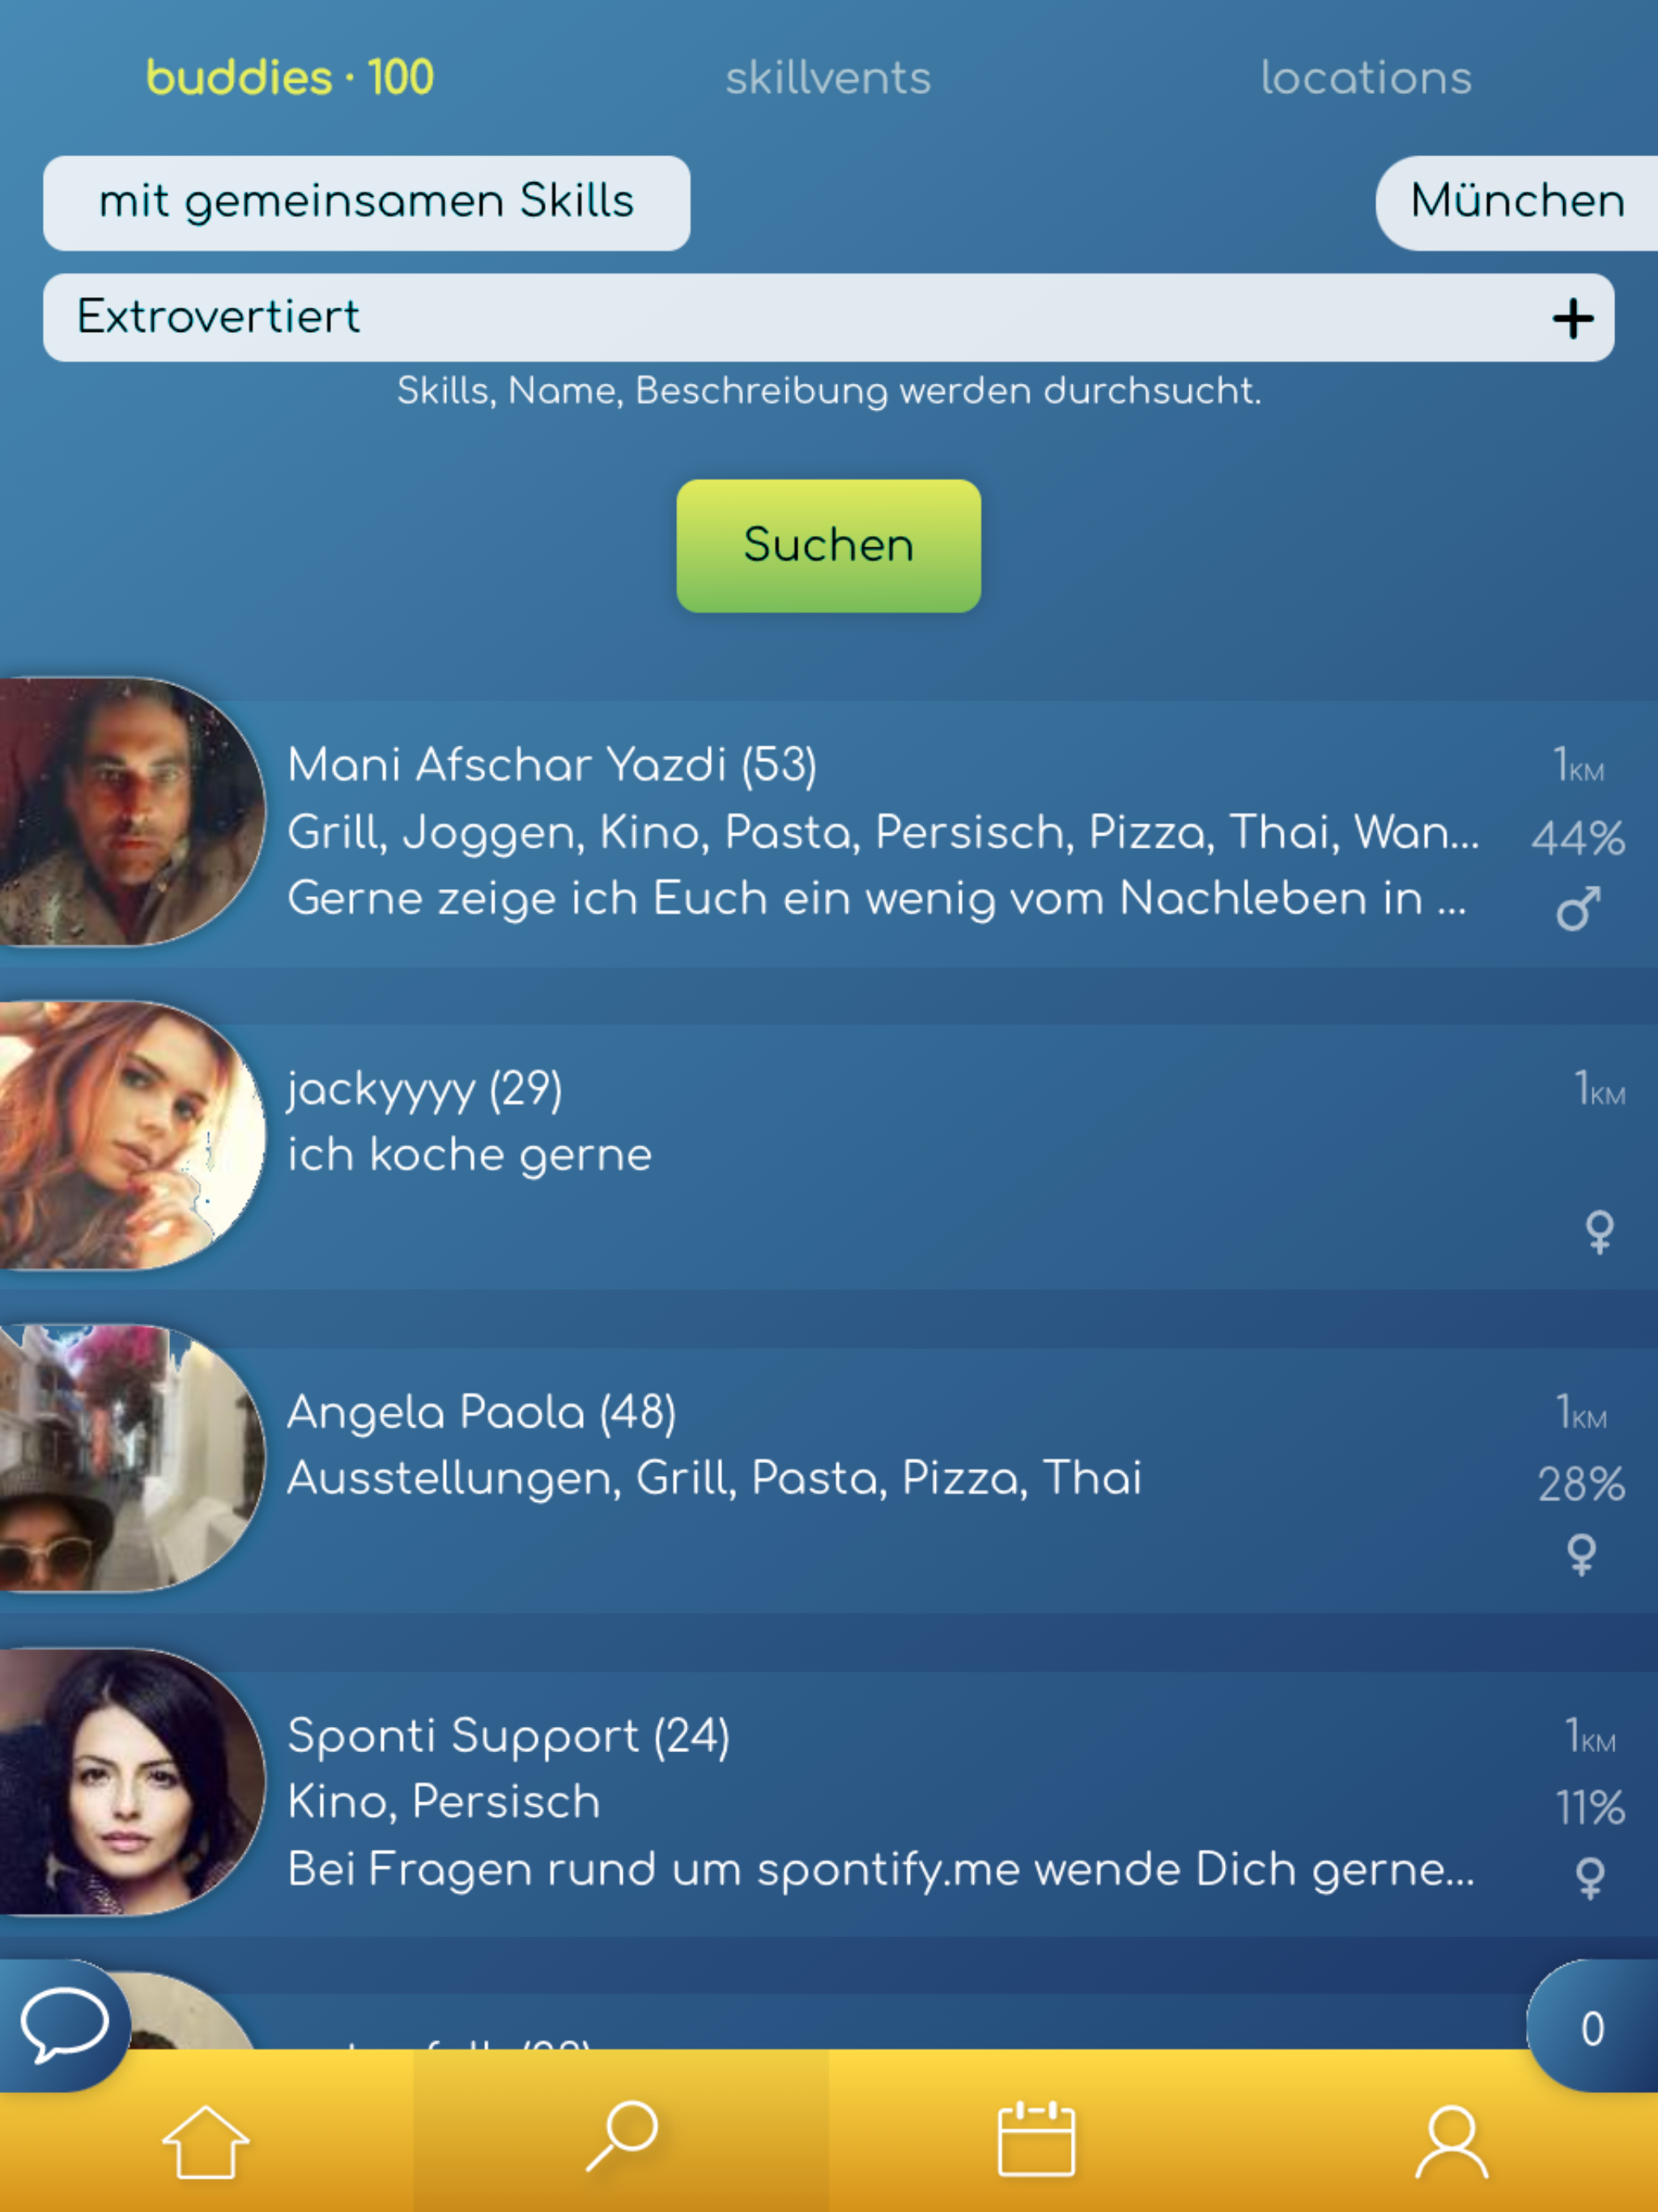 buddies · 100 skillvents locations
mit gemeinsamen Skills München
Extrovertiert +
Skills, Name, Beschreibung werden durchsucht.
Suchen
Mani Afschar Yazdi (53) 1KM
Grill, Joggen, Kino, Pasta, Persisch, Pizza, Thai, Wan... 44%
Gerne zeige ich Euch ein wenig vom Nachleben in ...
jackyyyy (29) 1KM
ich koche gerne
Angela Paola (48) 1KM
Ausstellungen, Grill, Pasta, Pizza, Thai 28%
Sponti Support (24) 1KM
Kino, Persisch 11%
Bei Fragen rund um spontify.me wende Dich gerne...
0